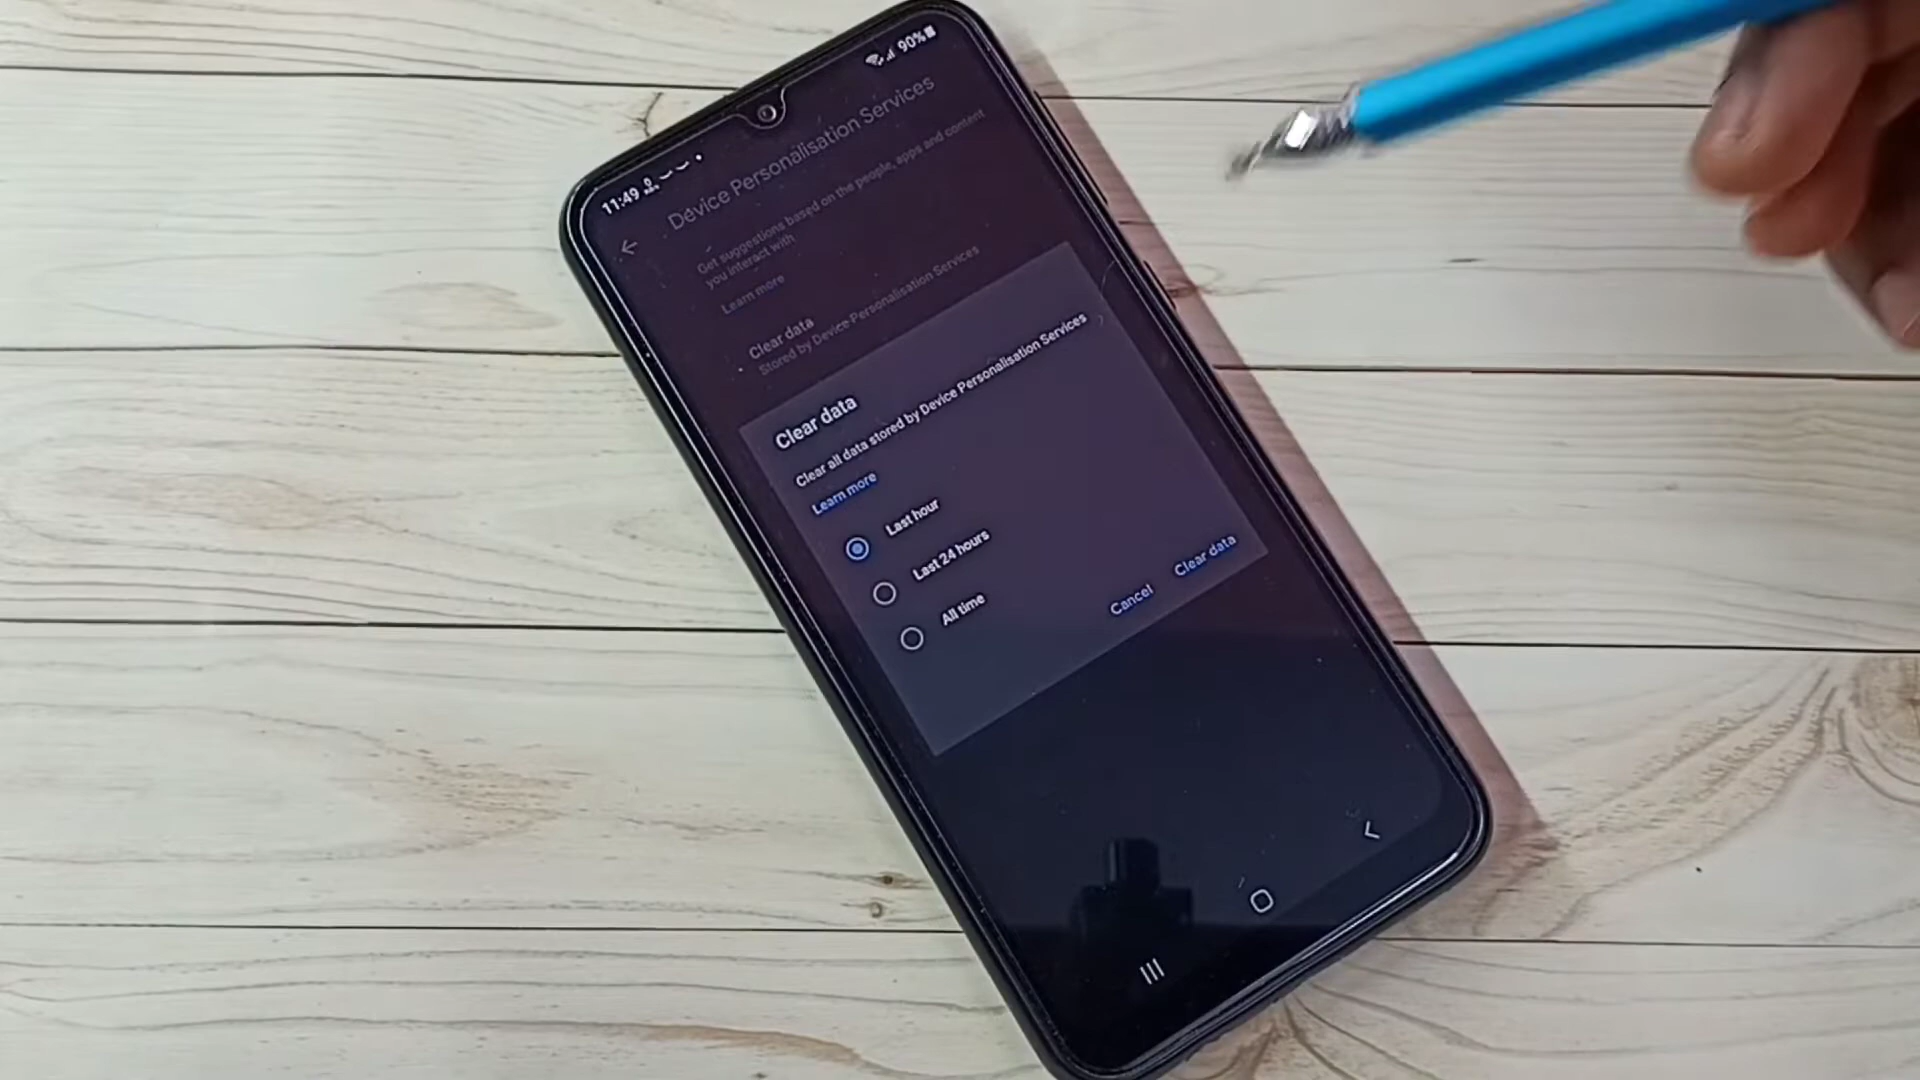 11:49
90%
Device Personalisation Services
Get suggestions based on the people, apps and content
you interact with
Learn more
Clear data
Stored by Device Personalisation Services
Clear data
Clear all data stored by Device Personalisation Services
Learn more
Last hour
Last 24 hours
All time
Cancel
Clear data